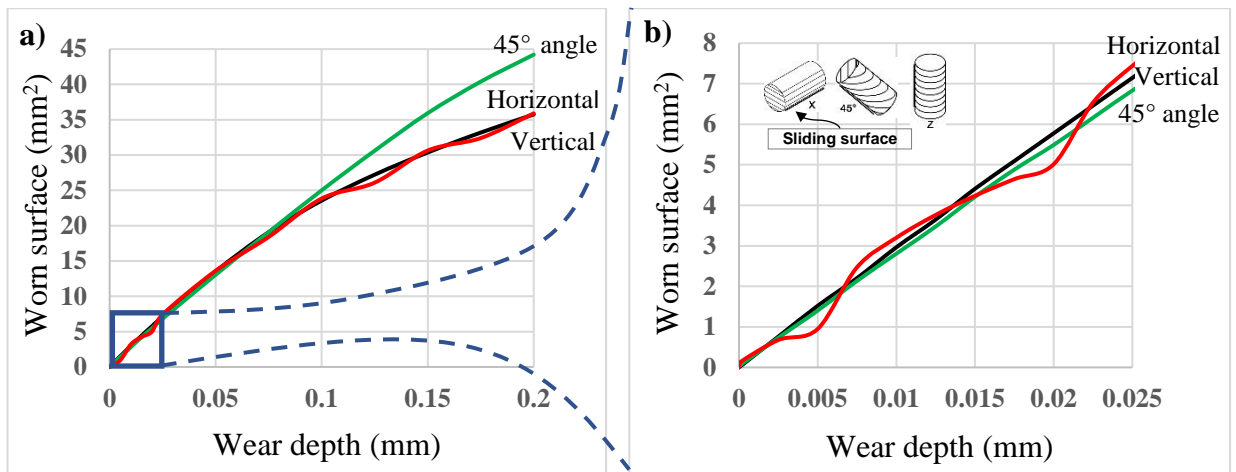 a)
45° angle
Horizontal
Vertical
45
40
35
30
25
20
15
10
5
0
Worn surface (mm²)
0 0.05 0.1 0.15 0.2
Wear depth (mm)
b)
Horizontal
Vertical
45° angle
X
45°
Z
Sliding surface
8
7
6
5
4
3
2
1
0
Worn surface (mm²)
0 0.005 0.01 0.015 0.02 0.025
Wear depth (mm)